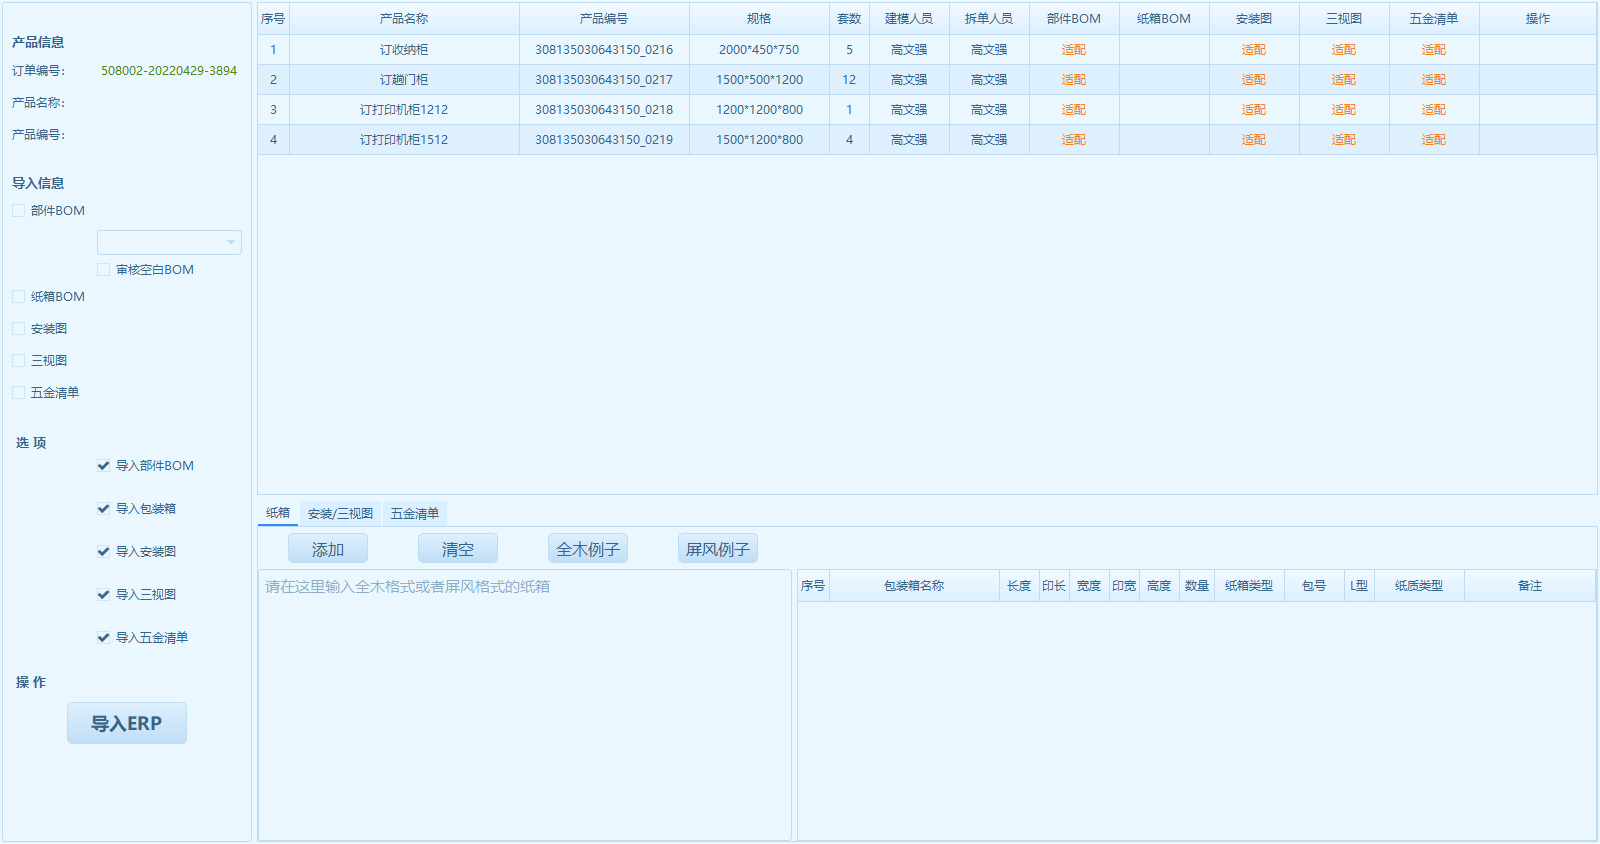 产品信息
订单编号： 508002-20220429-3894
产品名称：
产品编号：
导入信息
部件BOM
审核空白BOM
纸箱BOM
安装图
三视图
五金清单
选 项
导入部件BOM
导入包装箱
导入安装图
导入三视图
导入五金清单
操 作
导入ERP
序号 产品名称 产品编号 规格 套数 建模人员 拆单人员 部件BOM 纸箱BOM 安装图 三视图 五金清单 操作
1 订收纳柜 308135030643150_0216 2000*450*750 5 高文强 高文强 适配 适配 适配 适配
2 订趟门柜 308135030643150_0217 1500*500*1200 12 高文强 高文强 适配 适配 适配 适配
3 订打印机柜1212 308135030643150_0218 1200*1200*800 1 高文强 高文强 适配 适配 适配 适配
4 订打印机柜1512 308135030643150_0219 1500*1200*800 4 高文强 高文强 适配 适配 适配 适配
纸箱 安装/三视图 五金清单
添加 清空 全木例子 屏风例子
请在这里输入全木格式或者屏风格式的纸箱
序号 包装箱名称 长度 印长 宽度 印宽 高度 数量 纸箱类型 包号 L型 纸质类型 备注